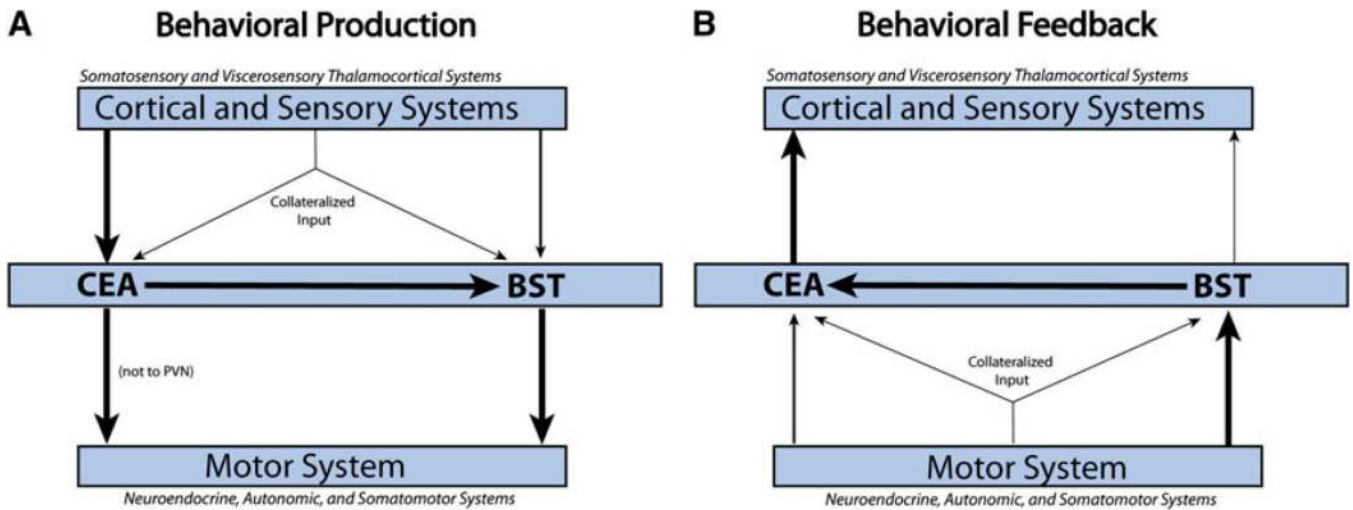 A
Behavioral Production
Somatosensory and Viscerosensory Thalamocortical Systems
Cortical and Sensory Systems
Collateralized
Input
CEA
BST
(not to PVN)
Motor System
Neuroendocrine, Autonomic, and Somatomotor Systems
B
Behavioral Feedback
Somatosensory and Viscerosensory Thalamocortical Systems
Cortical and Sensory Systems
CEA
BST
Collateralized
Input
Motor System
Neuroendocrine, Autonomic, and Somatomotor Systems